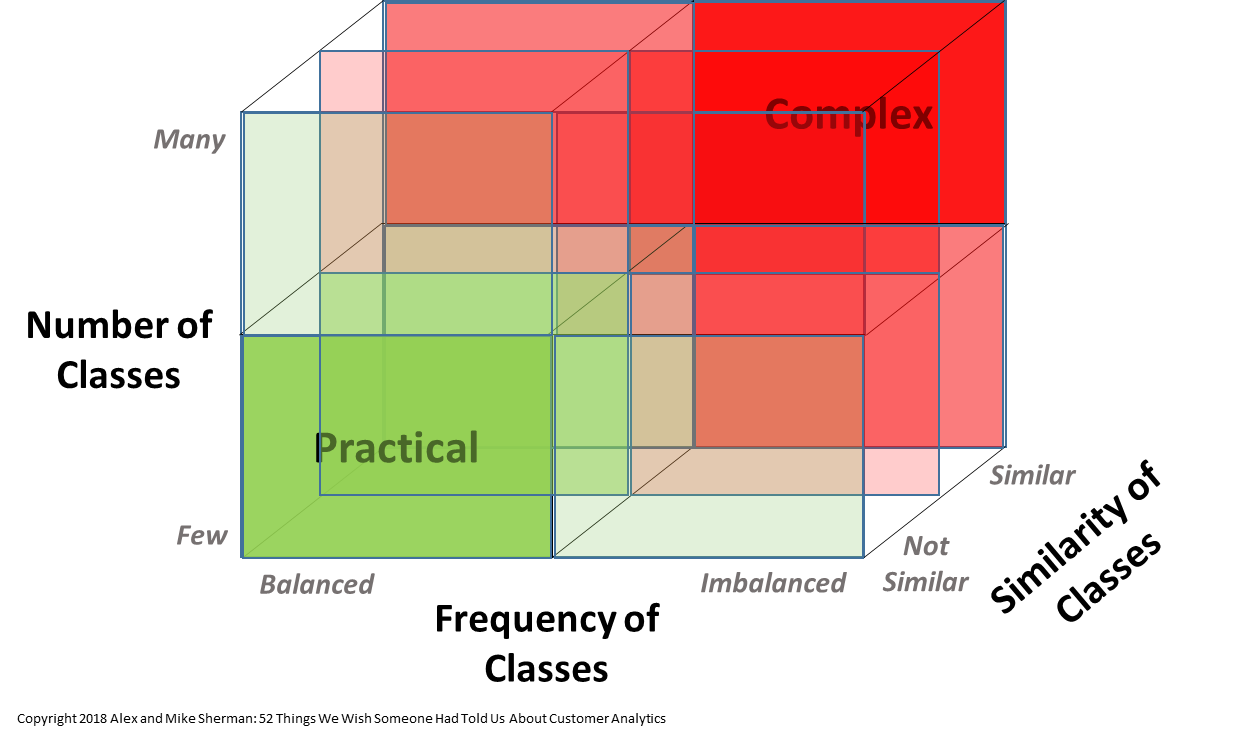 Complex
Many
Number of
Classes
Practical
Few
Balanced
Imbalanced
Not
Similar
Similar
Similarity of
Classes
Frequency of
Classes
Copyright 2018 Alex and Mike Sherman: 52 Things We Wish Someone Had Told Us About Customer Analytics